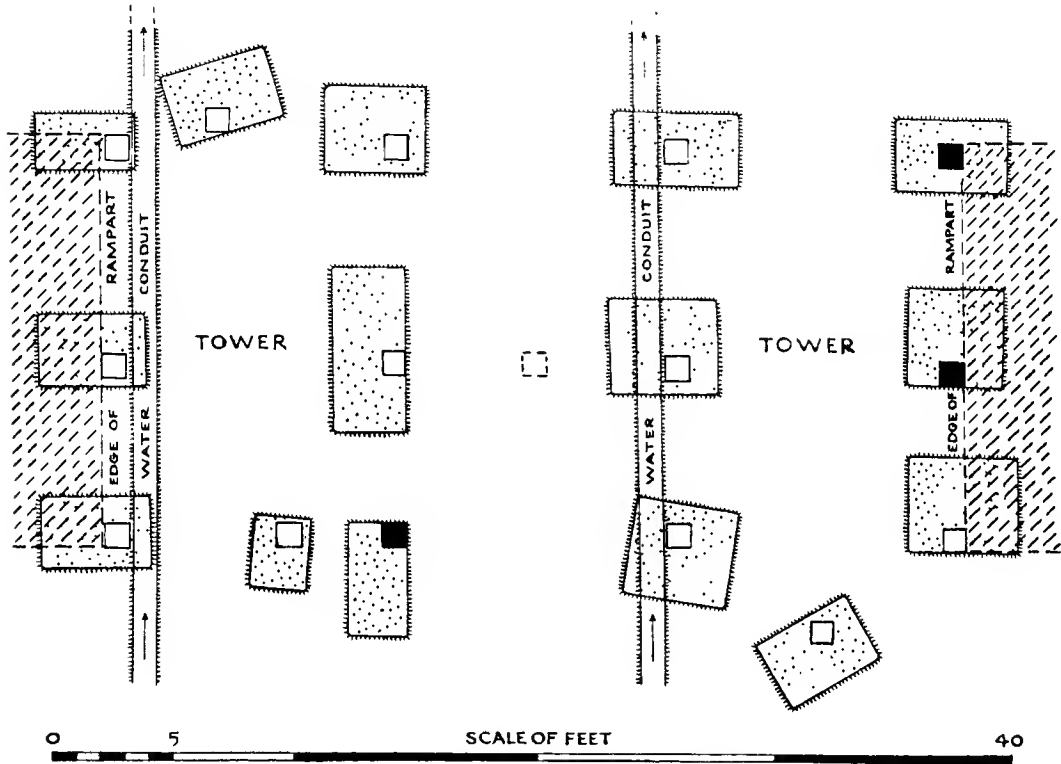 EDGE OF RAMPART
WATER CONDUIT
TOWER
WATER CONDUIT
TOWER
EDGE OF RAMPART
0 5 SCALE OF FEET 40